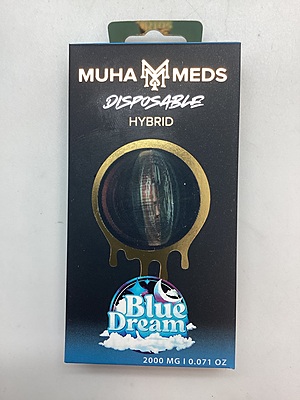 MUHA MEDS
DISPOSABLE
HYBRID
Blue
Dream
2000 MG | 0.071 OZ